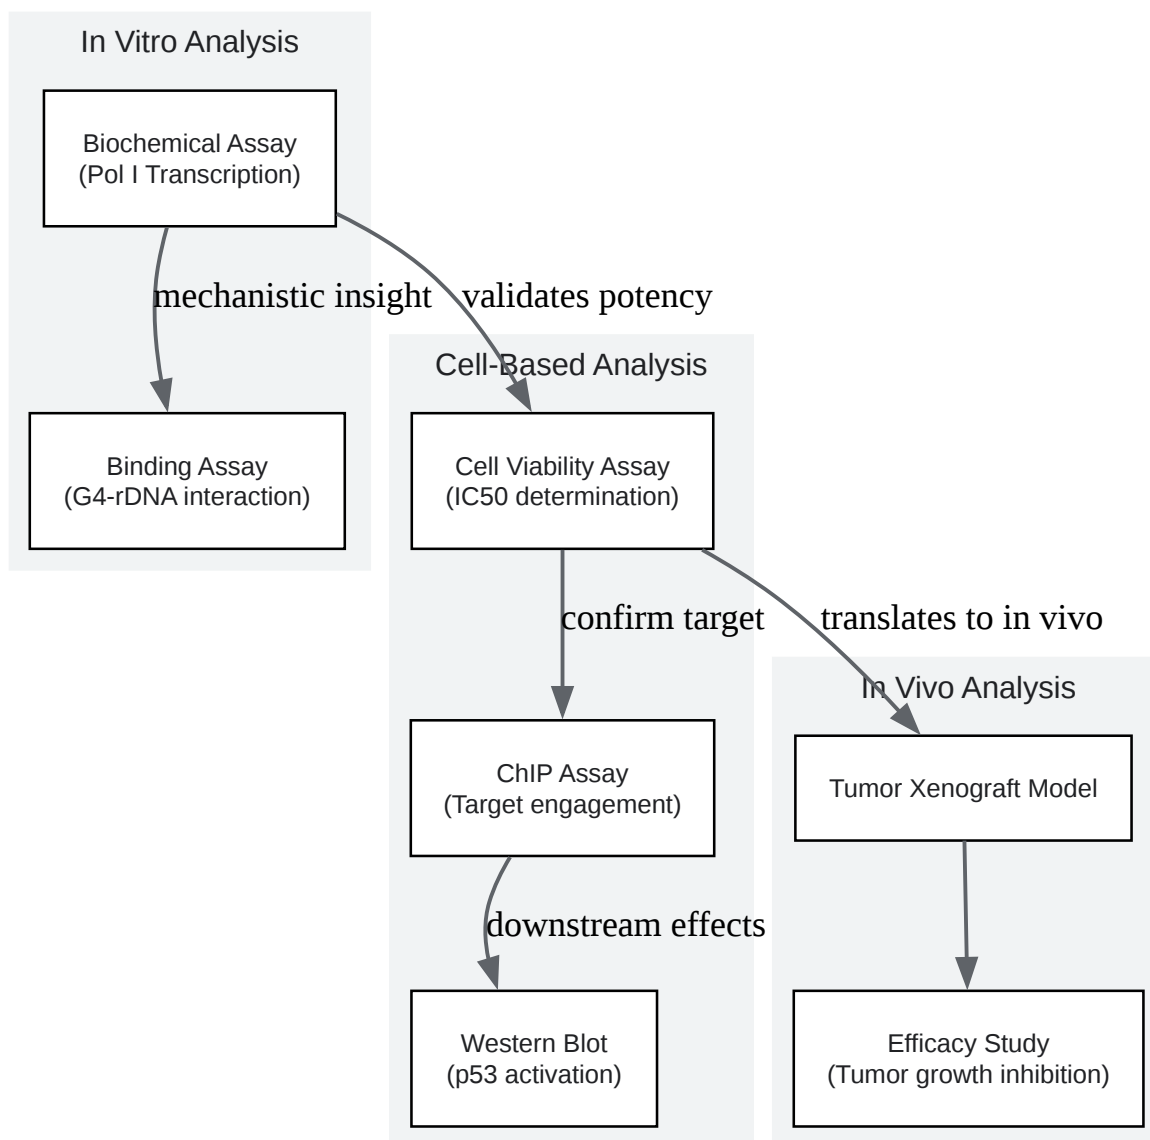 In Vitro Analysis
Biochemical Assay
(Pol I Transcription)
mechanistic insight
validates potency
Cell-Based Analysis
Binding Assay
(G4-rDNA interaction)
Cell Viability Assay
(IC50 determination)
confirm target
translates to in vivo
In Vivo Analysis
ChIP Assay
(Target engagement)
Tumor Xenograft Model
downstream effects
Western Blot
(p53 activation)
Efficacy Study
(Tumor growth inhibition)